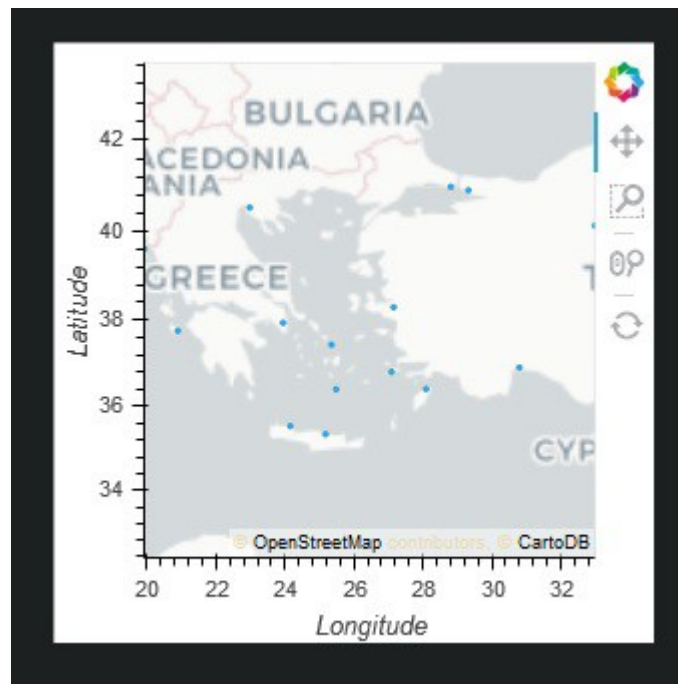 BULGARIA
42
ACEDONIA
ANIA
40
GREECE
T
38
36
CYP
34
© OpenStreetMap contributors, © CartoDB
20 22 24 26 28 30 32
Longitude
Latitude